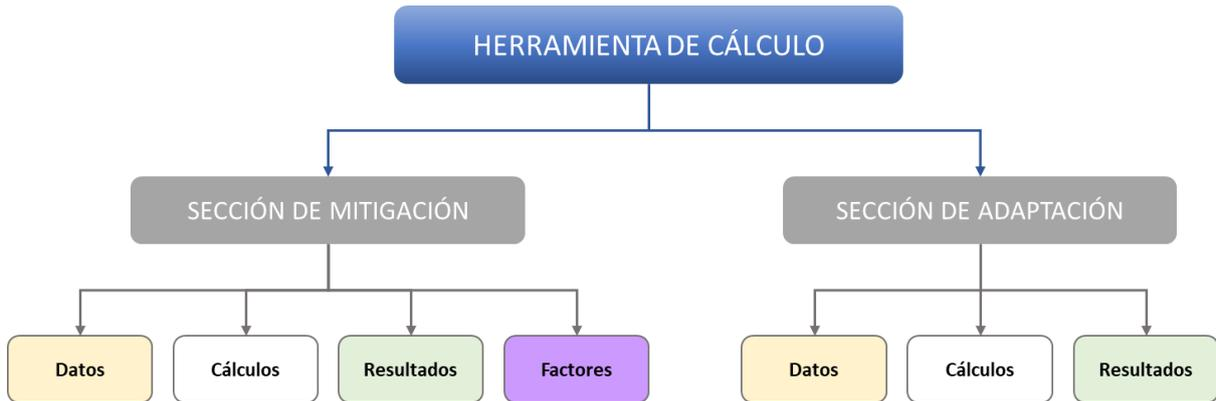 HERRAMIENTA DE CÁLCULO
SECCIÓN DE MITIGACIÓN
SECCIÓN DE ADAPTACIÓN
Datos
Cálculos
Resultados
Factores
Datos
Cálculos
Resultados